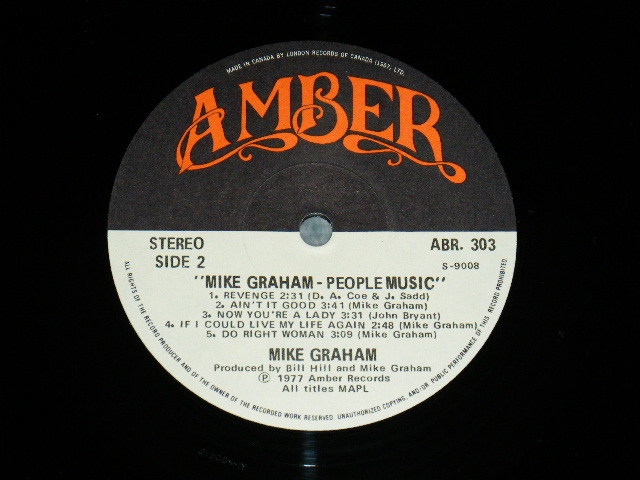 MADE IN CANADA BY LONDON RECORDS OF CANADA (1967) LTD.
AMBER
STEREO
SIDE 2
ABR. 303
S-9008
"MIKE GRAHAM - PEOPLE MUSIC"
1. REVENGE 2:31 (D. A. Coe & J. Sadd)
2. AIN'T IT GOOD 3:41 (Mike Graham)
3. NOW YOU'RE A LADY 3:31 (John Bryant)
4. IF I COULD LIVE MY LIFE AGAIN 2:48 (Mike Graham)
5. DO RIGHT WOMAN 3:09 (Mike Graham)
MIKE GRAHAM
Produced by Bill Hill and Mike Graham
Ⓟ 1977 Amber Records
All titles MAPL
ALL RIGHTS OF THE RECORD PRODUCER AND OF THE OWNER OF THE RECORDED WORK RESERVED. UNAUTHORIZED COPYING, AND/OR PUBLIC PERFORMANCE OF THIS RECORD PROHIBITED